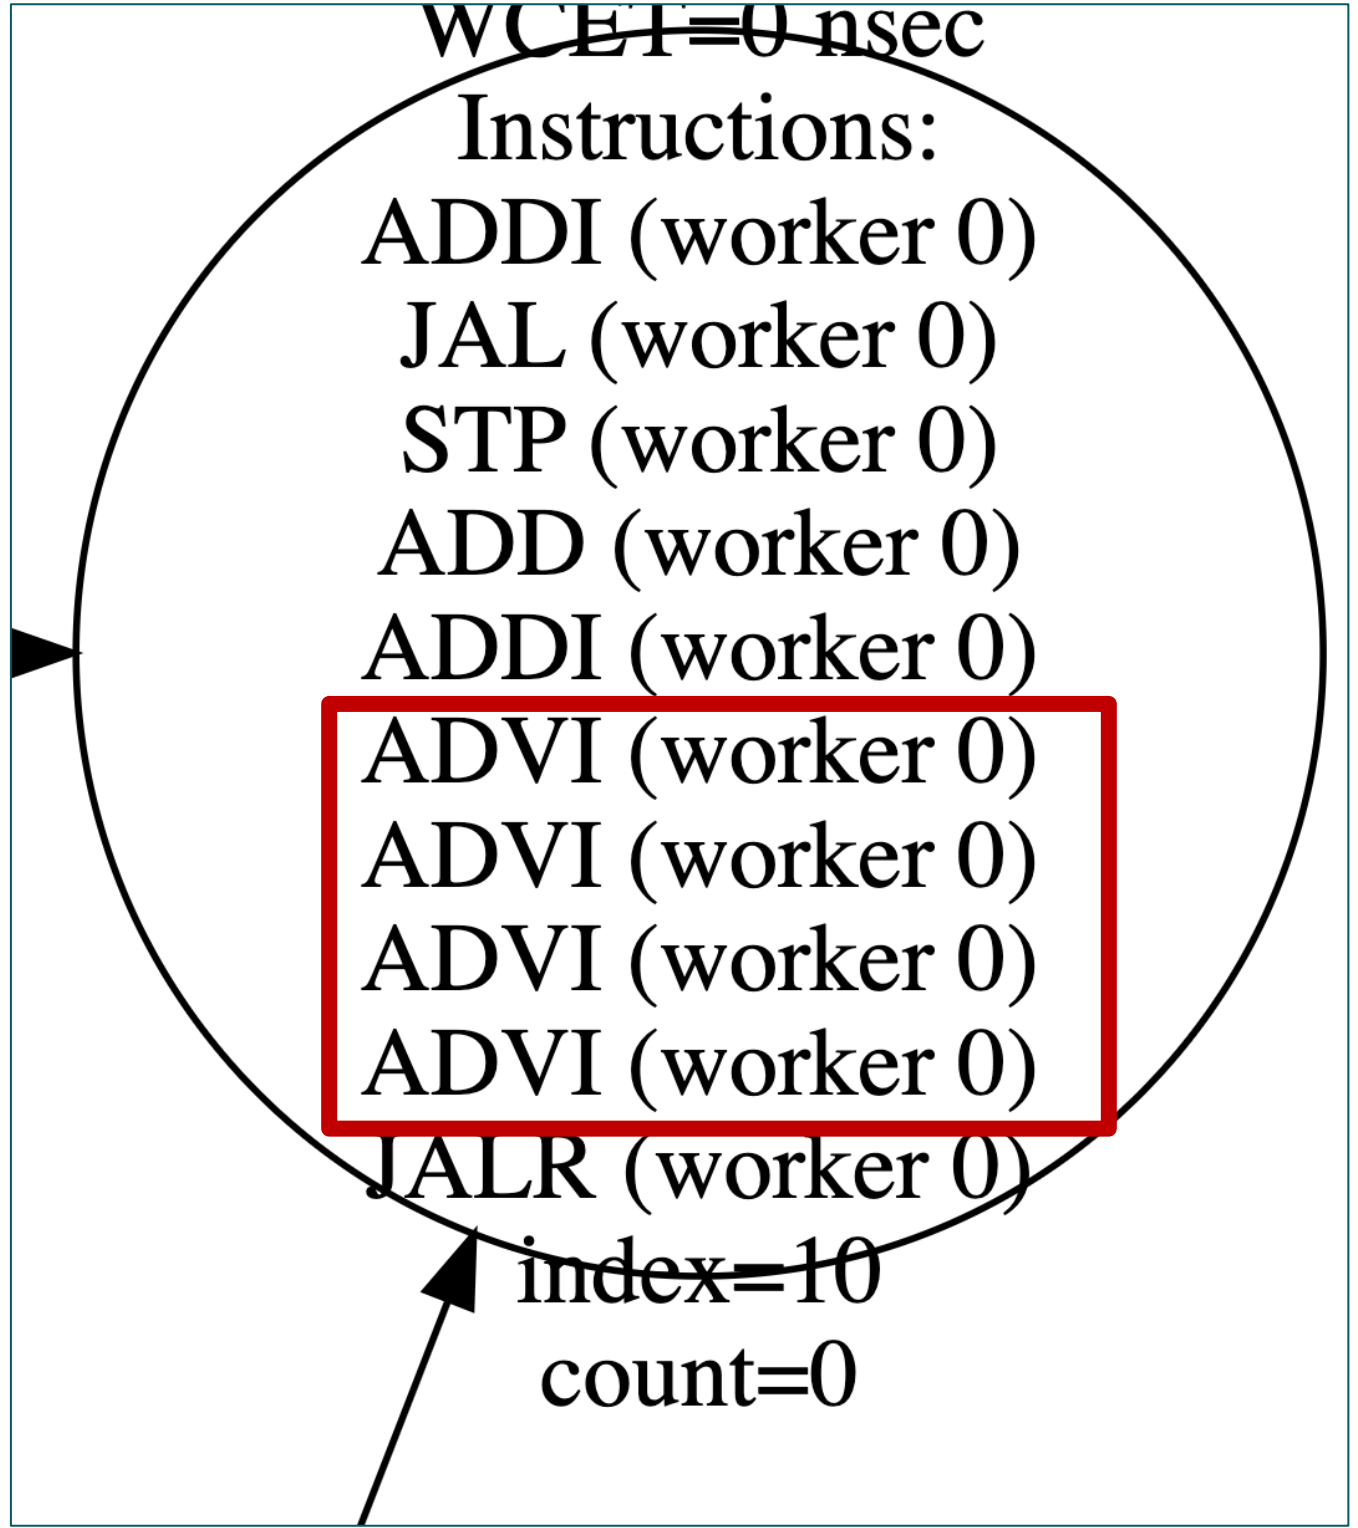 WCET=0 nsec
Instructions:
ADDI (worker 0)
JAL (worker 0)
STP (worker 0)
ADD (worker 0)
ADDI (worker 0)
ADVI (worker 0)
ADVI (worker 0)
ADVI (worker 0)
ADVI (worker 0)
JALR (worker 0)
index=10
count=0